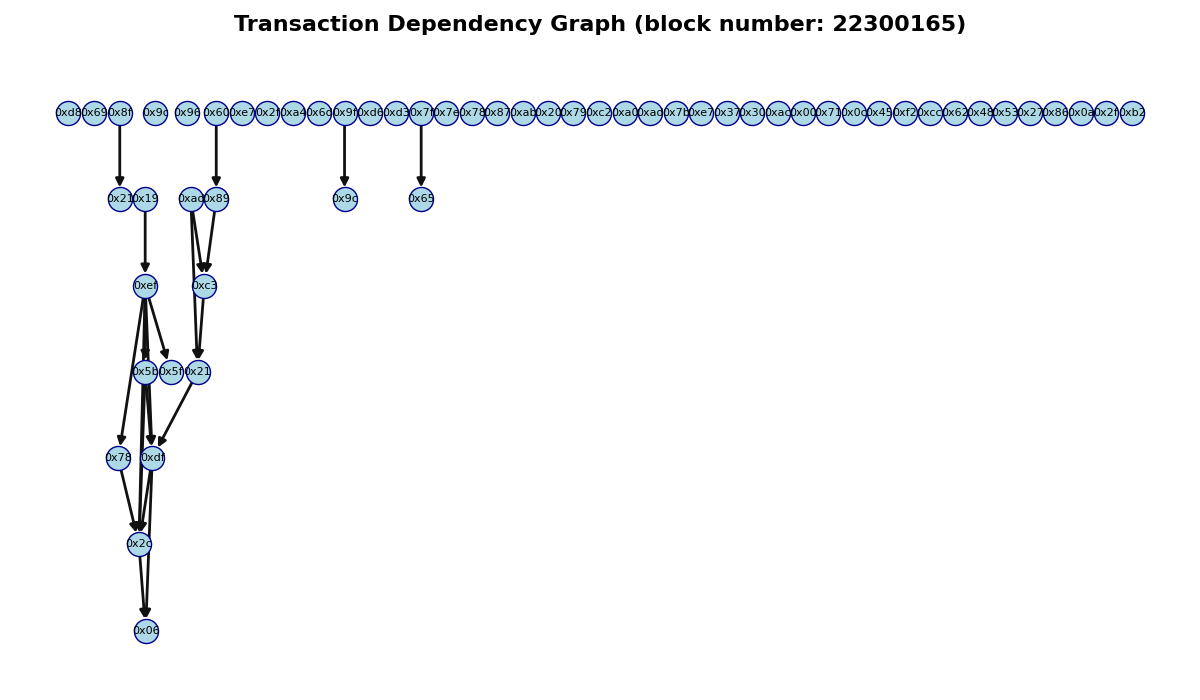 Transaction Dependency Graph (block number: 22300165)
0xd8 0x69 0x8f 0x9c 0x96 0x60 0xe7 0x2f 0xa4 0x6d 0x9f 0xd6 0xd3 0x7f 0x7e 0x78 0x87 0xab 0x20 0x79 0xc2 0xa0 0xad 0x7b 0xe7 0x37 0x30 0xac 0x00 0x71 0x0c 0x45 0xf2 0xcc 0x62 0x48 0x53 0x27 0x86 0x0a 0x2f 0xb2
0x21 0x19 0xac 0x89 0x9c 0x65
0xef 0xc3
0x5b 0x5f 0x21
0x78 0xdf
0x2c
0x06